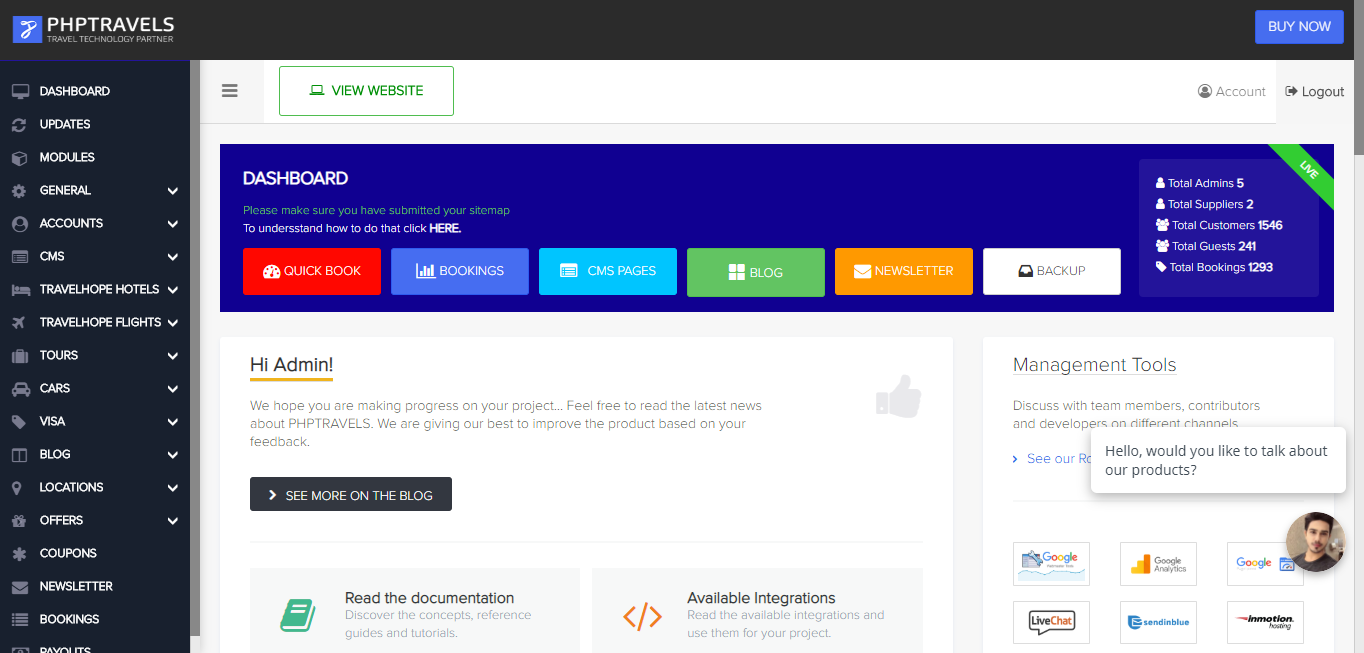 PHPTRAVELS
TRAVEL TECHNOLOGY PARTNER
BUY NOW
DASHBOARD
UPDATES
MODULES
GENERAL
ACCOUNTS
CMS
TRAVELHOPE HOTELS
TRAVELHOPE FLIGHTS
TOURS
CARS
VISA
BLOG
LOCATIONS
OFFERS
COUPONS
NEWSLETTER
BOOKINGS
PAYOUTS
VIEW WEBSITE
Account
Logout
DASHBOARD
Please make sure you have submitted your sitemap
To undersstand how to do that click HERE.
QUICK BOOK
BOOKINGS
CMS PAGES
BLOG
NEWSLETTER
BACKUP
LIVE
Total Admins 5
Total Suppliers 2
Total Customers 1546
Total Guests 241
Total Bookings 1293
Hi Admin!
We hope you are making progress on your project... Feel free to read the latest news
about PHPTRAVELS. We are giving our best to improve the product based on your
feedback.
SEE MORE ON THE BLOG
Read the documentation
Discover the concepts, reference
guides and tutorials.
Available Integrations
Read the available integrations and
use them for your project.
Management Tools
Discuss with team members, contributors
and developers on different channels
See our
Hello, would you like to talk about
our products?
Google
Webmaster Tools
Google
Analytics
Google
LiveChat
sendinblue
inmotion
hosting